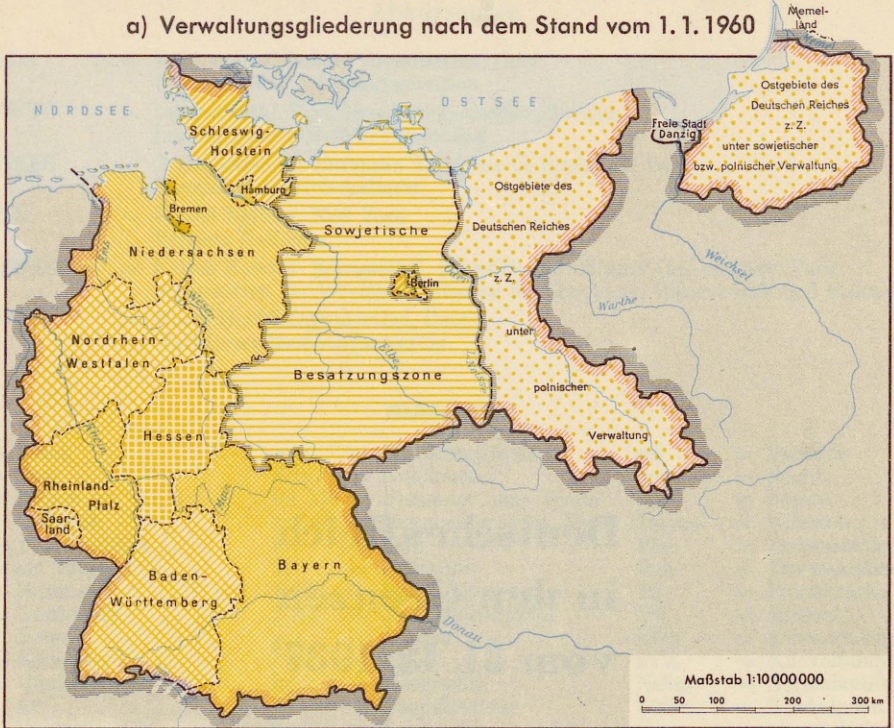 a) Verwaltungsgliederung nach dem Stand vom 1.1.1960
Memel-
land
Memel
NORDSEE
OSTSEE
Schleswig-
Holstein
Hamburg
Bremen
Niedersachsen
Ems
Weser
Nordrhein-
Westfalen
Rhein
Hessen
Rheinland-
Pfalz
Saar-
land
Main
Baden-
Württemberg
Bayern
Donau
Sowjetische
Berlin
Elbe
Besatzungszone
Oder
Ostgebiete des
Deutschen Reiches
z. Z.
unter
polnischer
Verwaltung
Freie Stadt
Danzig
Ostgebiete des
Deutschen Reiches
z. Z.
unter sowjetischer
bzw. polnischer Verwaltung
Weichsel
Warthe
Maßstab 1:10000000
0 50 100 200 300 km